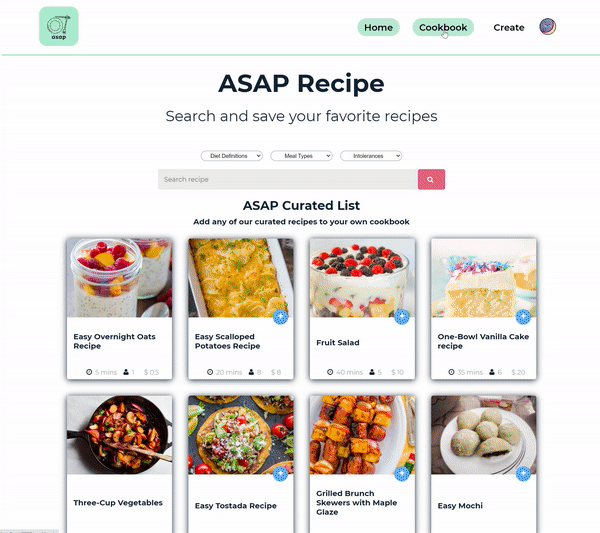 asap
Home
Cookbook
Create
ASAP Recipe
Search and save your favorite recipes
Diet Definitions
Meal Types
Intolerances
Search recipe
ASAP Curated List
Add any of our curated recipes to your own cookbook
Easy Overnight Oats
Recipe
5 mins 1 $ 0.5
Easy Scalloped
Potatoes Recipe
20 mins 8 $ 8
Fruit Salad
40 mins 5 $ 10
One-Bowl Vanilla Cake
recipe
35 mins 6 $ 20
Three-Cup Vegetables
Easy Tostada Recipe
Grilled Brunch
Skewers with Maple
Glaze
Easy Mochi